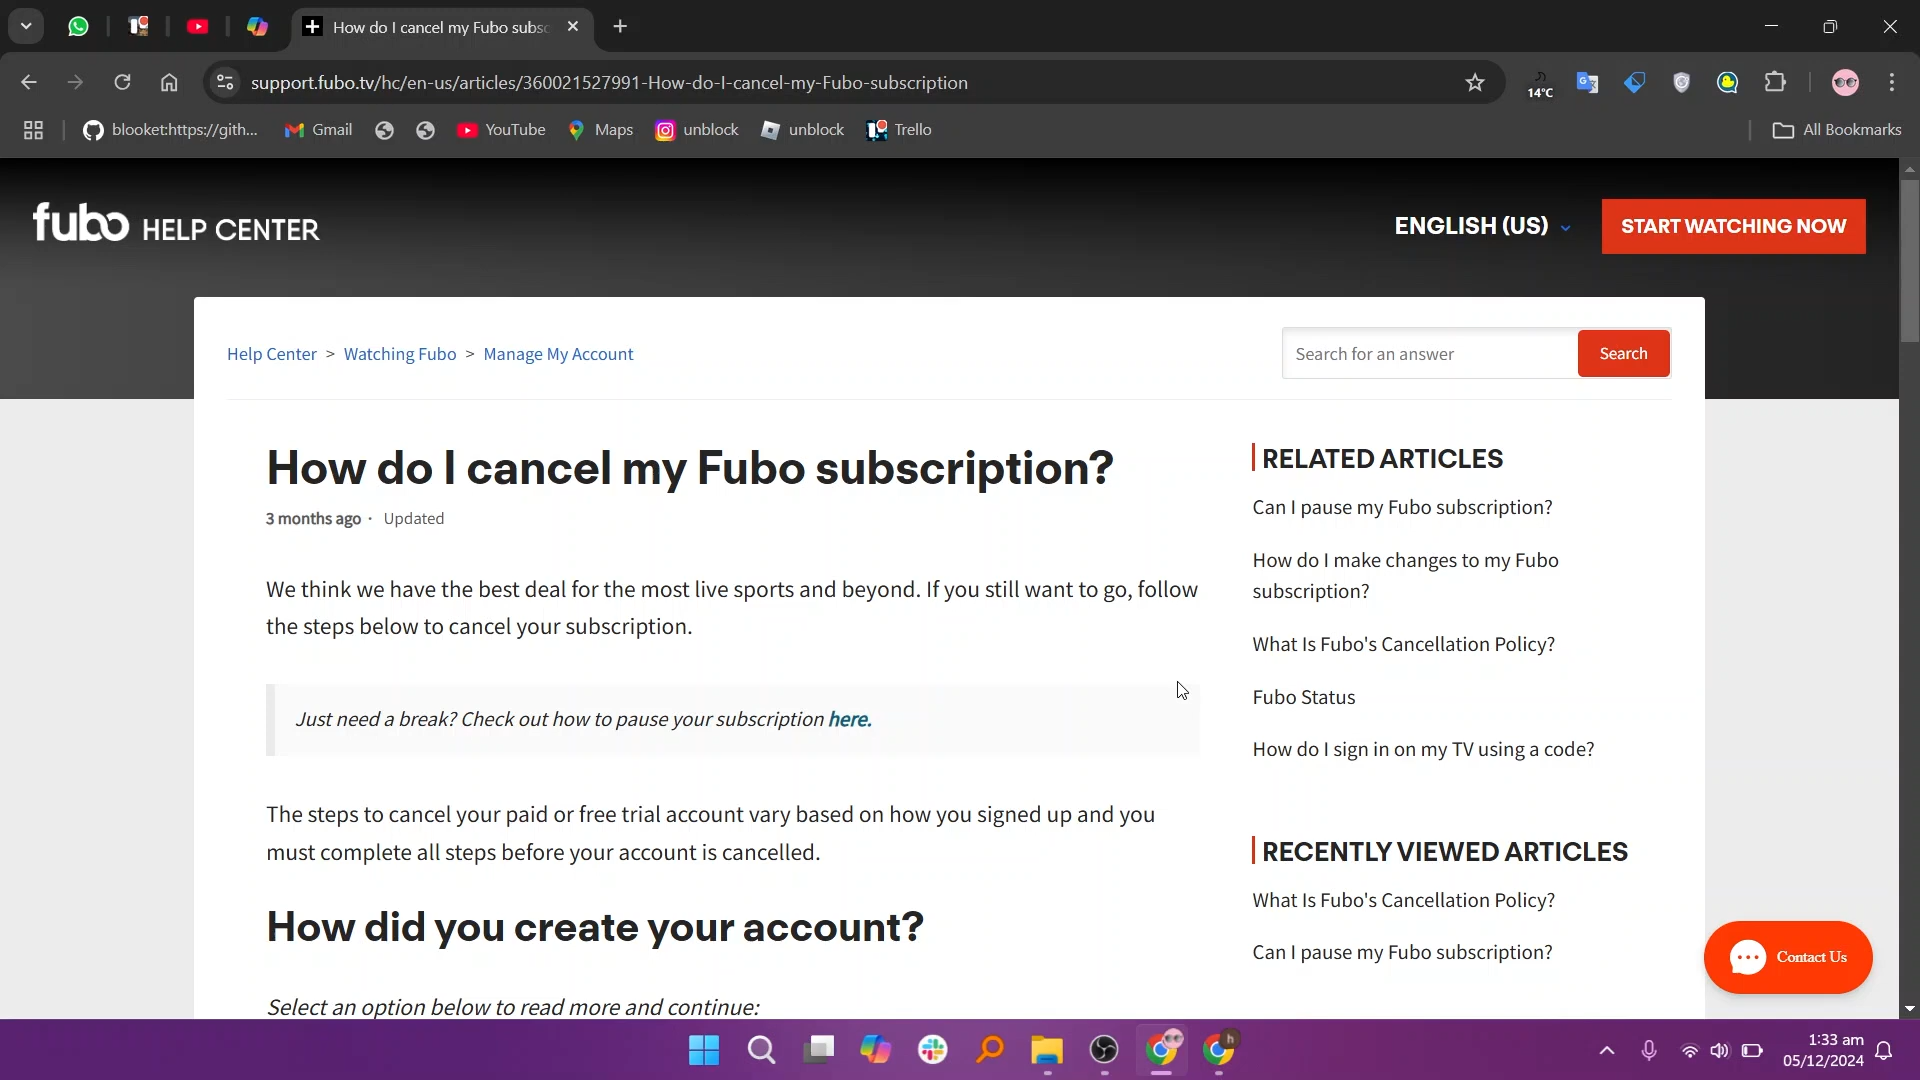 How do I cancel my Fubo subsc
support.fubo.tv/hc/en-us/articles/360021527991-How-do-I-cancel-my-Fubo-subscription
14°C
blooket:https://gith...
Gmail
YouTube
Maps
unblock
unblock
Trello
All Bookmarks
fubo HELP CENTER
ENGLISH (US)
START WATCHING NOW
Help Center > Watching Fubo > Manage My Account
Search for an answer
Search
How do I cancel my Fubo subscription?
3 months ago · Updated
We think we have the best deal for the most live sports and beyond. If you still want to go, follow
the steps below to cancel your subscription.
Just need a break? Check out how to pause your subscription here.
The steps to cancel your paid or free trial account vary based on how you signed up and you
must complete all steps before your account is cancelled.
How did you create your account?
Select an option below to read more and continue:
RELATED ARTICLES
Can I pause my Fubo subscription?
How do I make changes to my Fubo
subscription?
What Is Fubo's Cancellation Policy?
Fubo Status
How do I sign in on my TV using a code?
RECENTLY VIEWED ARTICLES
What Is Fubo's Cancellation Policy?
Can I pause my Fubo subscription?
Contact Us
h
1:33 am
05/12/2024